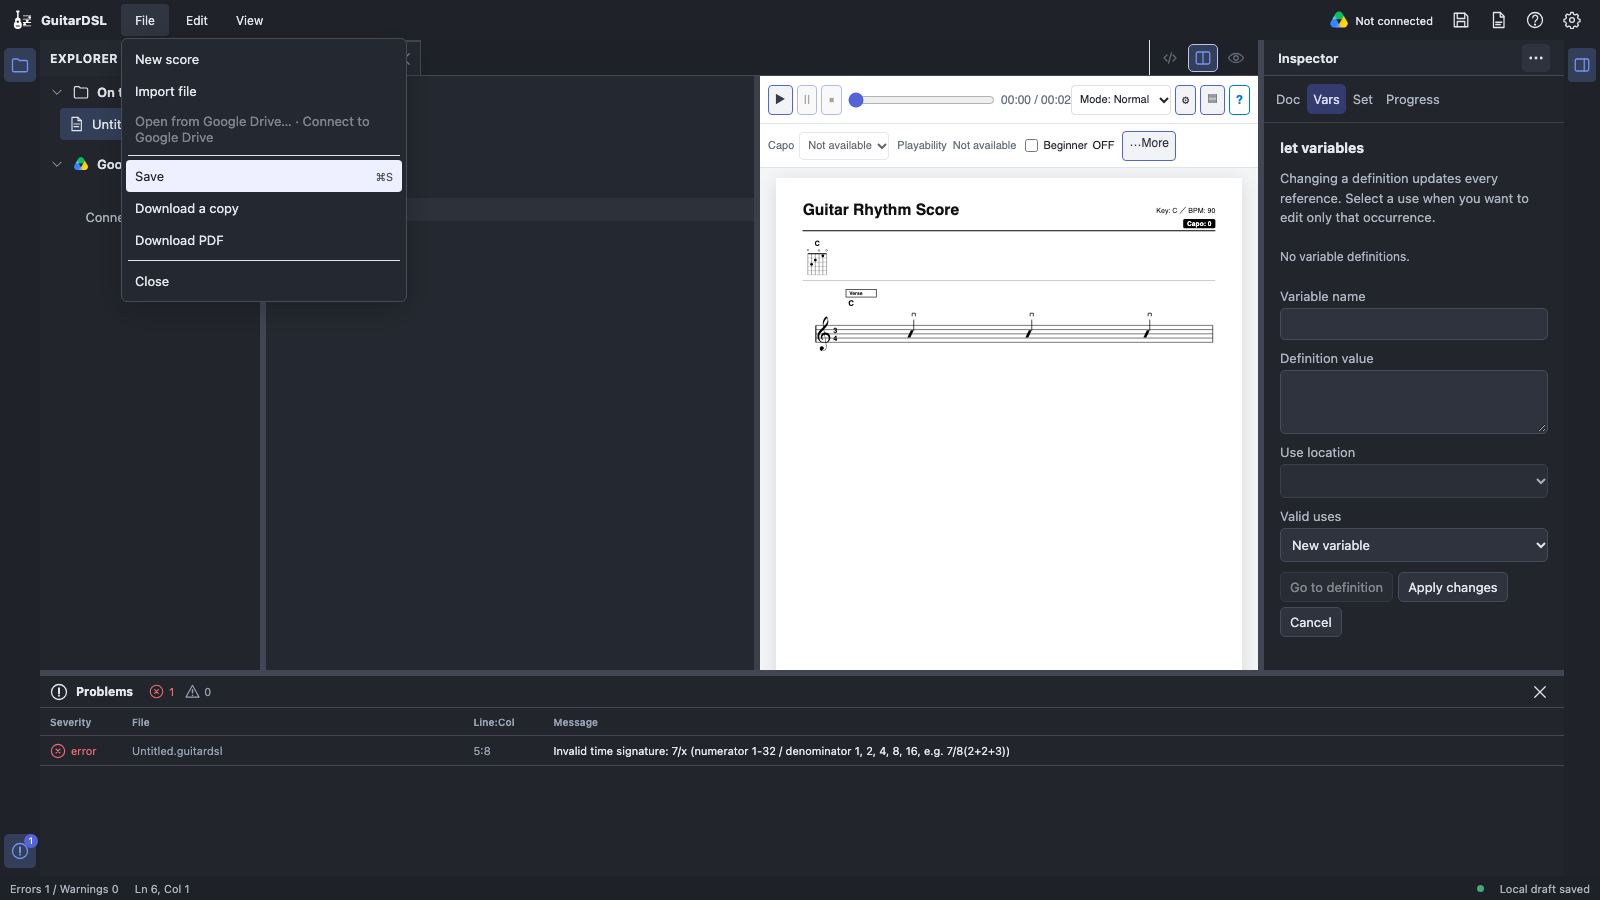 GuitarDSL
File
Edit
View
Not connected
EXPLORER
New score
Import file
Open from Google Drive... · Connect to
Google Drive
Save
⌘S
Download a copy
Download PDF
Close
00:00 / 00:02
Mode: Normal
?
Capo
Not available
Playability
Not available
Beginner
OFF
...More
Guitar Rhythm Score
Key: C / BPM: 90
Capo: 0
C
Verse
C
3
4
Inspector
Doc
Vars
Set
Progress
let variables
Changing a definition updates every
reference. Select a use when you want to
edit only that occurrence.
No variable definitions.
Variable name
Definition value
Use location
Valid uses
New variable
Go to definition
Apply changes
Cancel
Problems
1
0
Severity
File
Line:Col
Message
error
Untitled.guitardsl
5:8
Invalid time signature: 7/x (numerator 1-32 / denominator 1, 2, 4, 8, 16, e.g. 7/8(2+2+3))
1
Errors 1 / Warnings 0
Ln 6, Col 1
Local draft saved